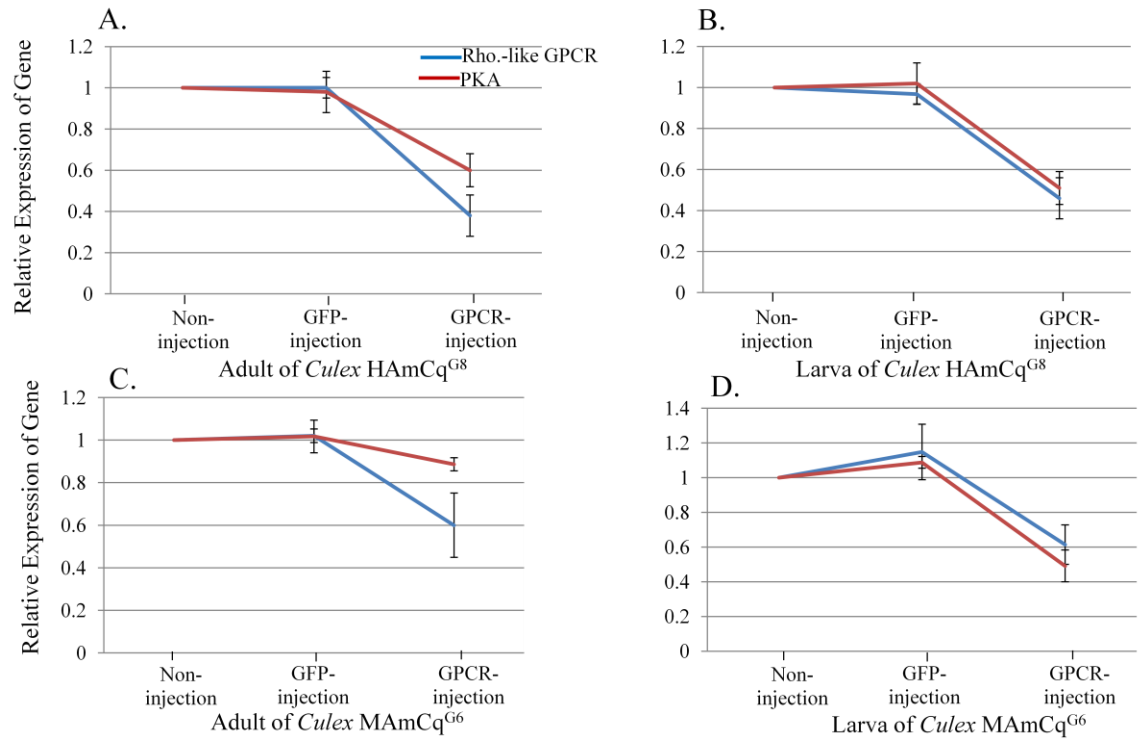 A.
Relative Expression of Gene
1.2
1
0.8
0.6
0.4
0.2
0
Rho.-like GPCR
PKA
Non-
injection
GFP-
injection
GPCR-
injection
Adult of Culex HAmCqG8
B.
1.2
1
0.8
0.6
0.4
0.2
0
Non-
injection
GFP-
injection
GPCR-
injection
Larva of Culex HAmCqG8
C.
Relative Expression of Gene
1.2
1
0.8
0.6
0.4
0.2
0
Non-
injection
GFP-
injection
GPCR-
injection
Adult of Culex MAmCqG6
D.
1.4
1.2
1
0.8
0.6
0.4
0.2
0
Non-
injection
GFP-
injection
GPCR-
injection
Larva of Culex MAmCqG6